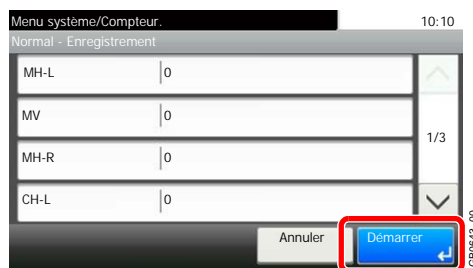 Menu système/Compteur. 10:10
Normal - Enregistrement
MH-L 0
MV 0
1/3
MH-R 0
CH-L 0
Annuler Démarrer